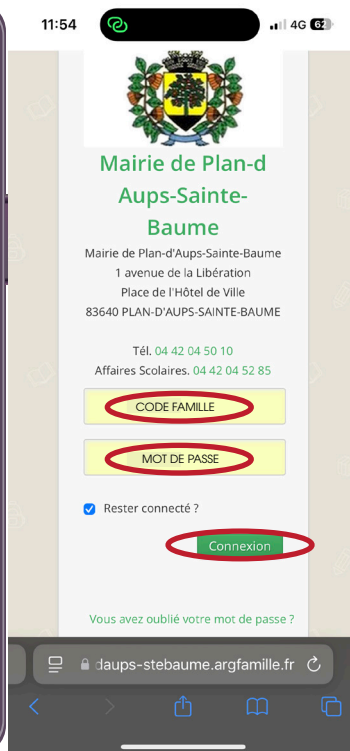 11:54
4G 62
Mairie de Plan-d
Aups-Sainte-
Baume
Mairie de Plan-d'Aups-Sainte-Baume
1 avenue de la Libération
Place de l'Hôtel de Ville
83640 PLAN-D'AUPS-SAINTE-BAUME
Tél. 04 42 04 50 10
Affaires Scolaires. 04 42 04 52 85
CODE FAMILLE
MOT DE PASSE
Rester connecté ?
Connexion
Vous avez oublié votre mot de passe ?
daups-stebaume.argfamille.fr